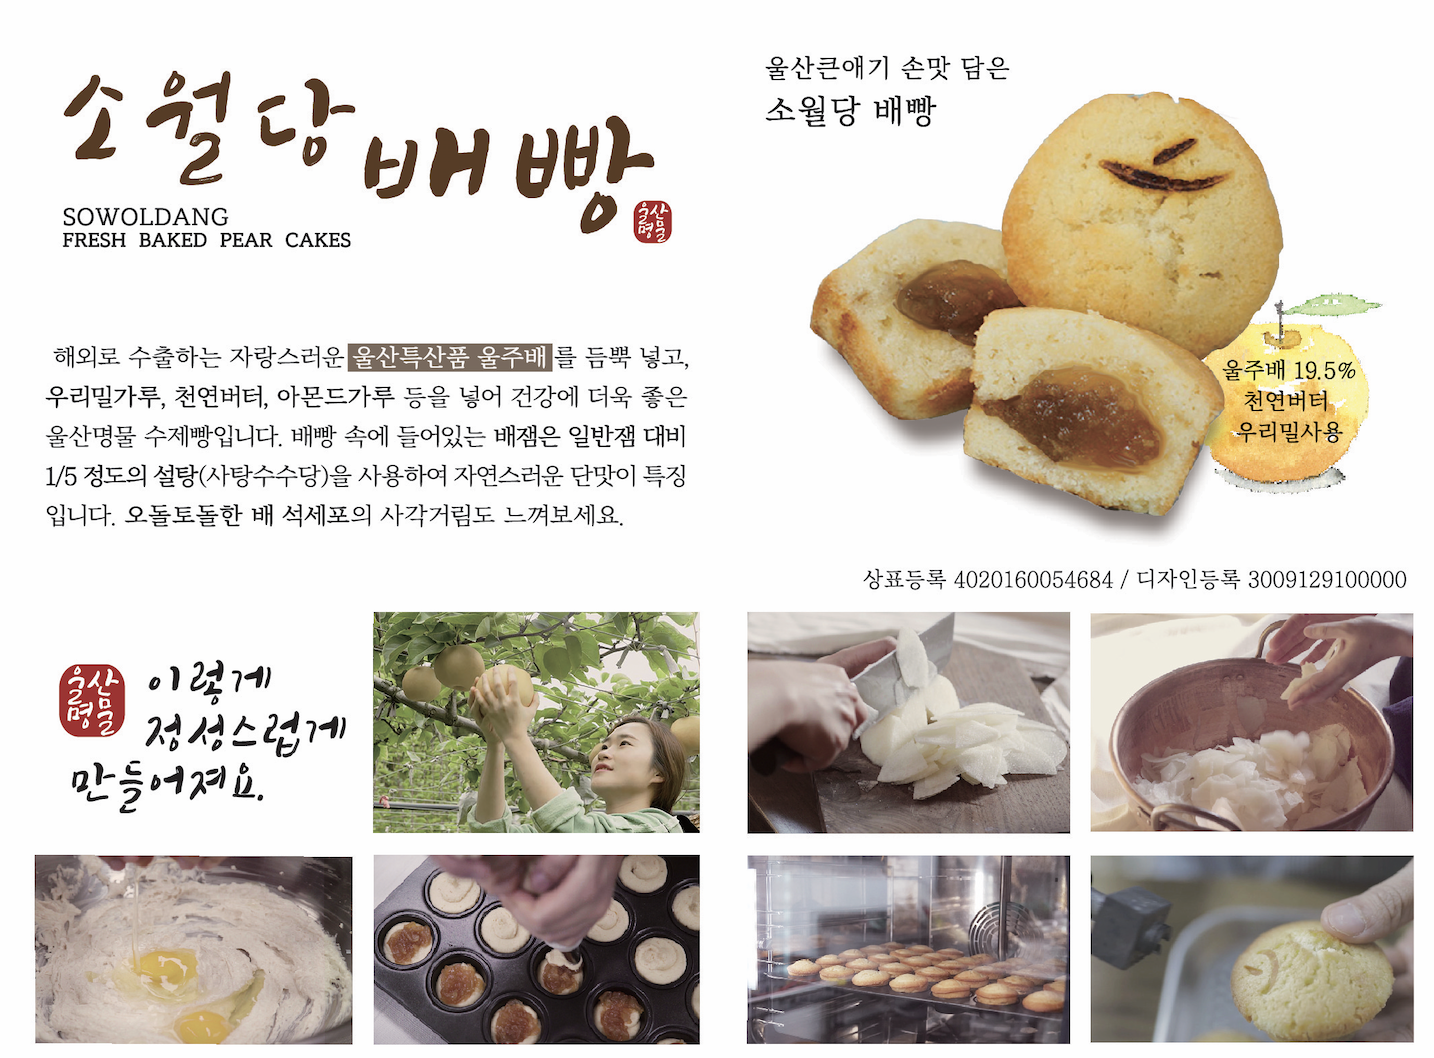 소월당
배빵
SOWOLDANG
FRESH BAKED PEAR CAKES
울산
명물
해외로 수출하는 자랑스러운 울산특산품 울주배를 듬뿍 넣고,
우리밀가루, 천연버터, 아몬드가루 등을 넣어 건강에 더욱 좋은
울산명물 수제빵입니다. 배빵 속에 들어있는 배잼은 일반잼 대비
1/5 정도의 설탕(사탕수수당)을 사용하여 자연스러운 단맛이 특징
입니다. 오돌토돌한 배 석세포의 사각거림도 느껴보세요.
울산큰애기 손맛 담은
소월당 배빵
울주배 19.5%
천연버터
우리밀사용
상표등록 4020160054684 / 디자인등록 3009129100000
울산
명물
이렇게
정성스럽게
만들어져요.